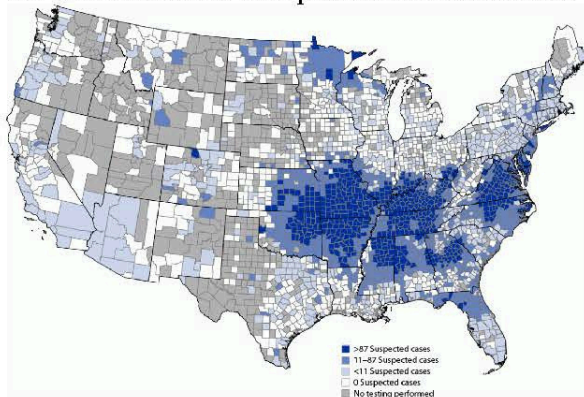 >87 Suspected cases
11–87 Suspected cases
<11 Suspected cases
0 Suspected cases
No testing performed